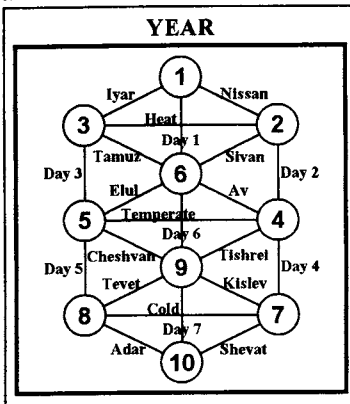 YEAR
1
Iyar Nissan
3 Heat 2
Day 1
Tamuz Sivan
Day 3 6 Day 2
Elul Av
5 Temperate 4
Day 6
Cheshvan Tishrei
Day 5 9 Day 4
Tevet Kislev
8 Cold 7
Day 7
Adar Shevat
10